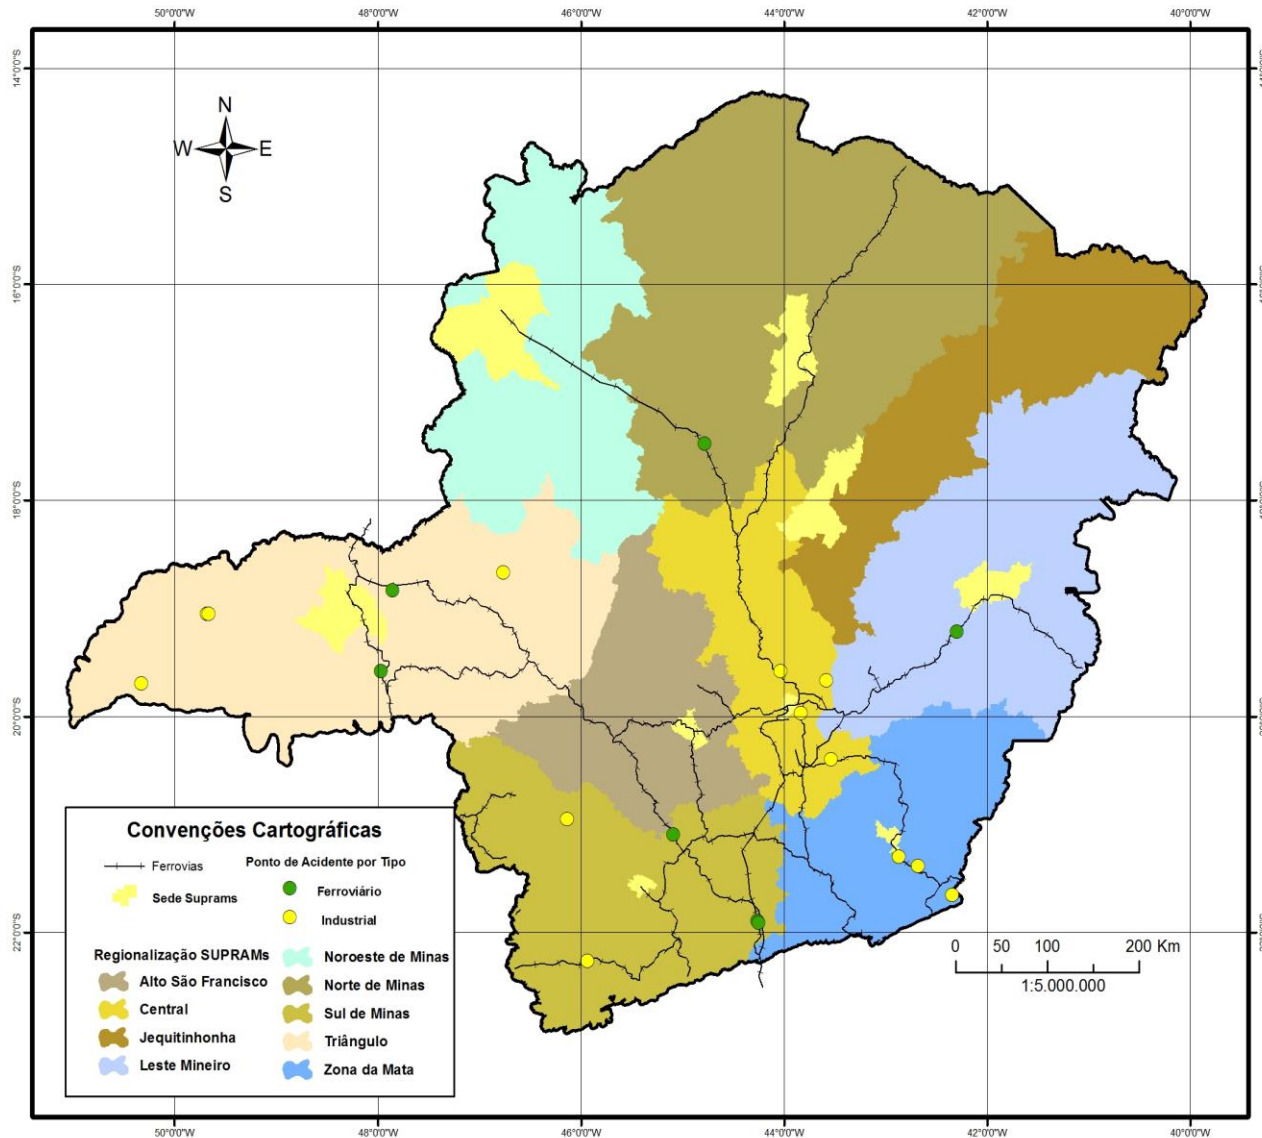 50°0'0"W 48°0'0"W 46°0'0"W 44°0'0"W 42°0'0"W 40°0'0"W
14°0'0"S
N
W E
S
16°0'0"S
18°0'0"S
20°0'0"S
22°0'0"S
Convenções Cartográficas
Ferrovias
Sede Suprams
Ponto de Acidente por Tipo
Ferroviário
Industrial
Regionalização SUPRAMs
Alto São Francisco
Central
Jequitinhonha
Leste Mineiro
Noroeste de Minas
Norte de Minas
Sul de Minas
Triângulo
Zona da Mata
0 50 100 200 Km
1:5.000.000
50°0'0"W 48°0'0"W 46°0'0"W 44°0'0"W 42°0'0"W 40°0'0"W